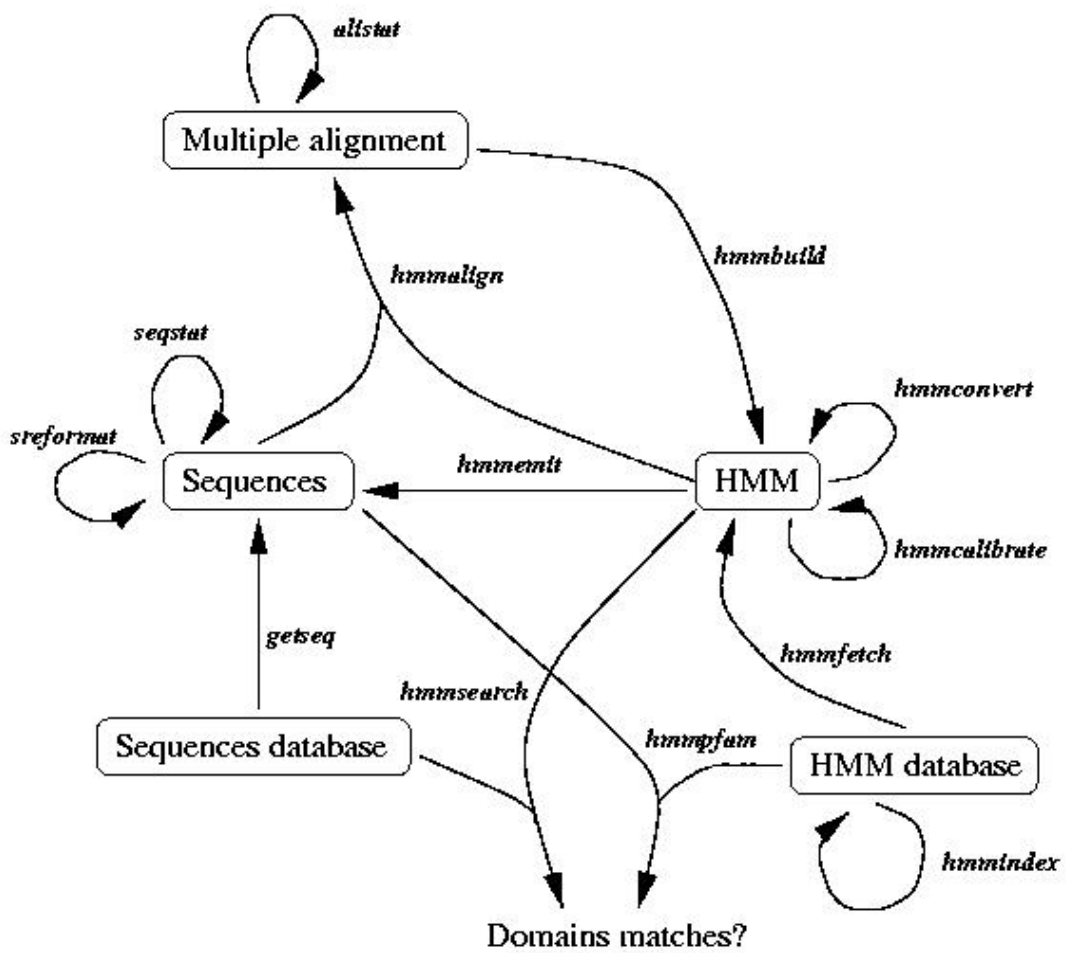 alistat
Multiple alignment
hmmbuild
hmmalign
seqstat
hmmconvert
sreformat
hmmemit
Sequences
HMM
hmmcalibrate
getseq
hmmfetch
hmmsearch
Sequences database
hmmpfam
HMM database
hmmindex
Domains matches?